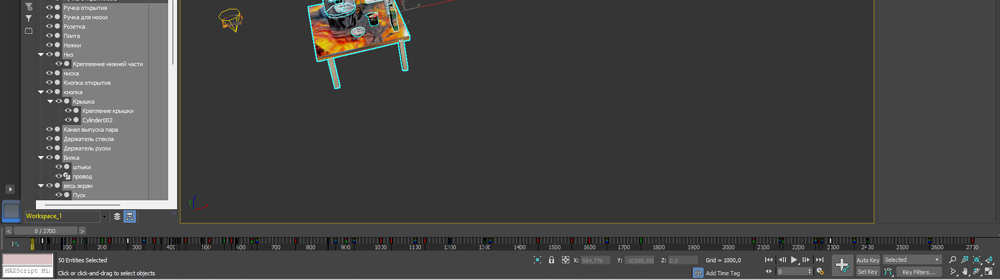 Ручка открытия
Ручка для носки
Розетка
Плита
Ножки
Низ
Креплеение нижней части
миска
Кнопка открытия
кнопка
Крышка
Крепление крышки
Cylinder002
Канал выпуска пара
Держатель стекла
Держатель руски
Вилка
штыки
провод
весь экран
Пуск
Workspace_1
x
x
z
y
< 0 / 2700 >
0 100 200 300 400 500 600 700 800 900 1000 1100 1200 1300 1400 1500 1600 1700 1800 1900 2000 2100 2200 2300 2400 2500 2600 2700
50 Entities Selected
X: 584,776 Y: -10598,958 Z: 0,0 Grid = 1000,0
Auto Key Selected
MAXScript Mi
Click or click-and-drag to select objects
Add Time Tag
0
Set Key Key Filters...